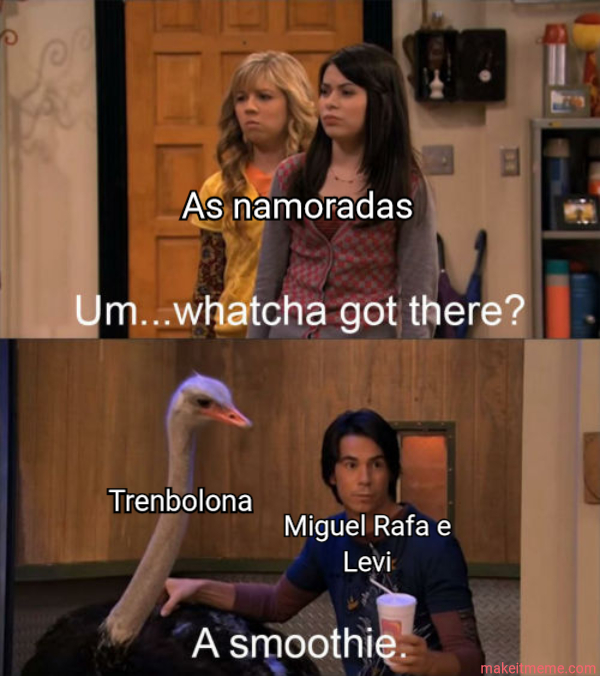 As namoradas
Um...whatcha got there?
Trenbolona
Miguel Rafa e
Levi
A smoothie.
makeitmeme.com